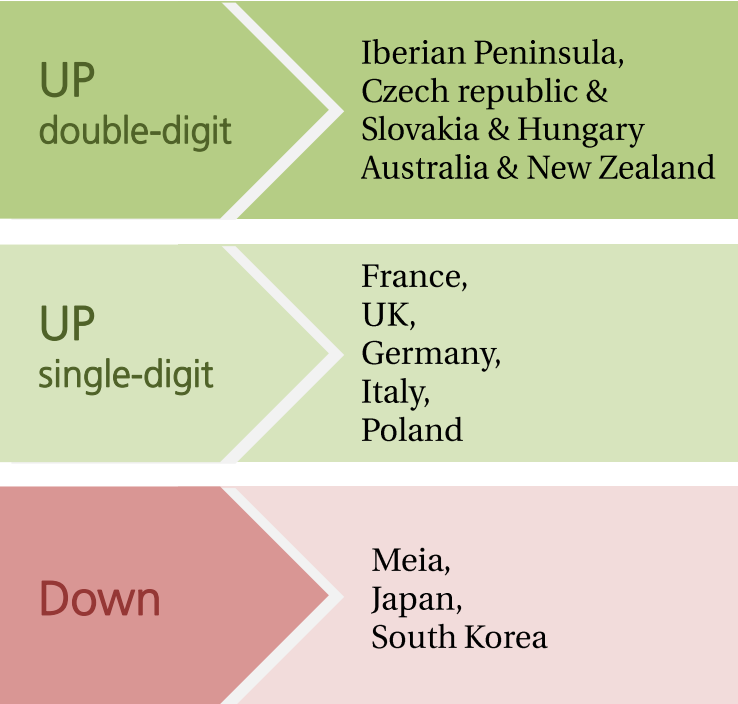 UP
double-digit
Iberian Peninsula,
Czech republic &
Slovakia & Hungary
Australia & New Zealand
UP
single-digit
France,
UK,
Germany,
Italy,
Poland
Down
Meia,
Japan,
South Korea